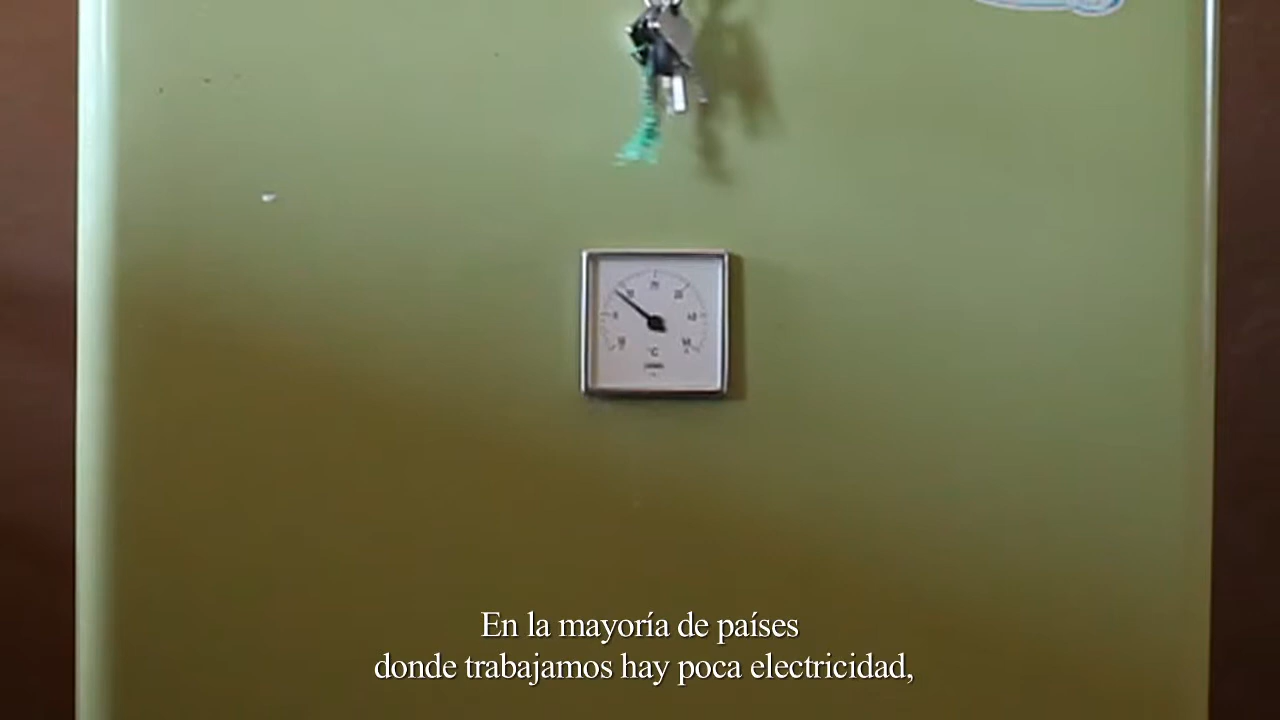 °C
En la mayoría de países
donde trabajamos hay poca electricidad,